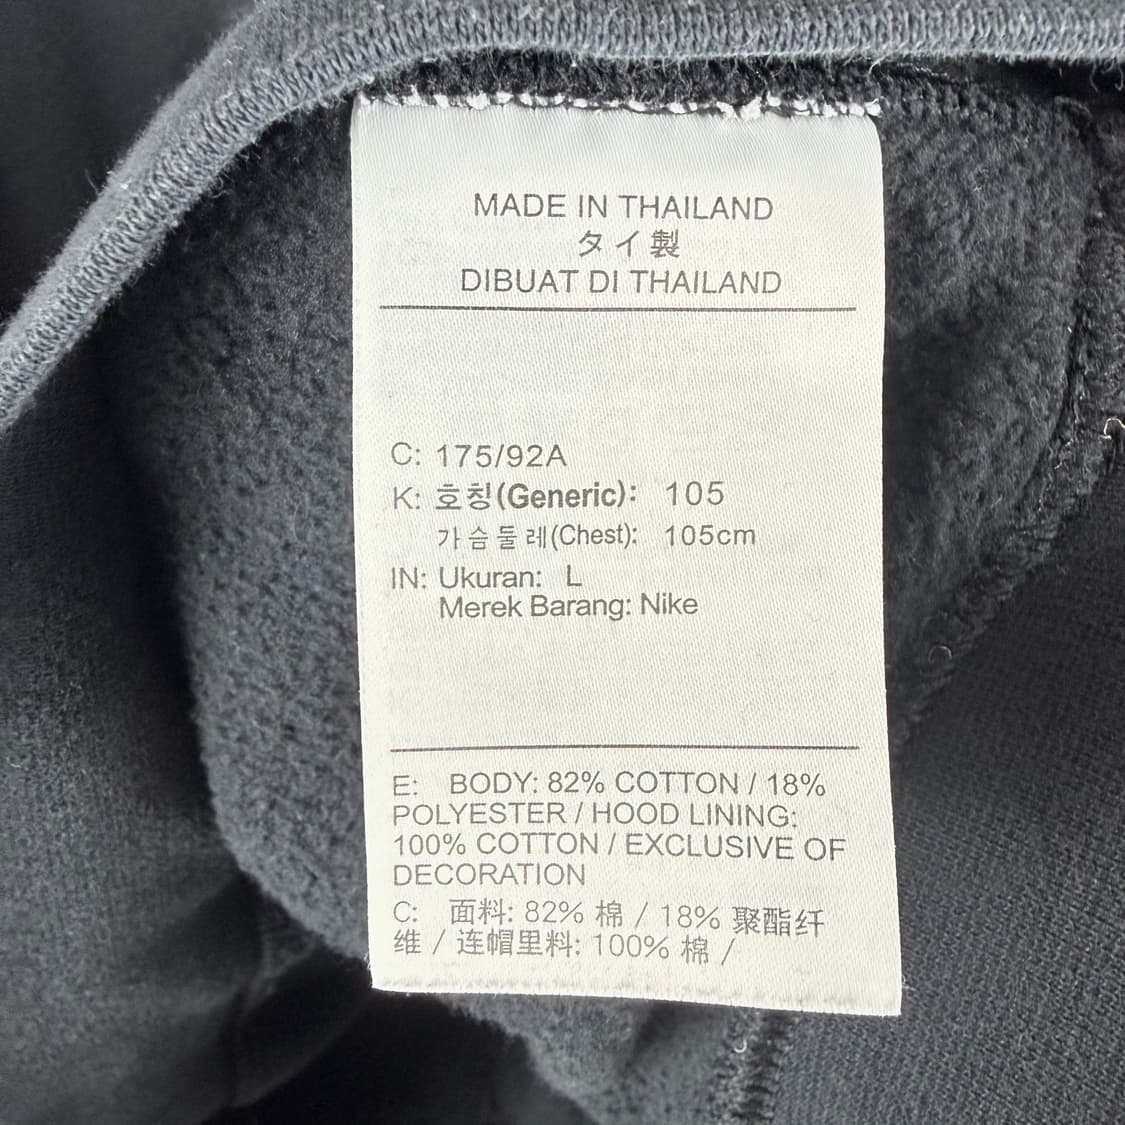 MADE IN THAILAND
タイ製
DIBUAT DI THAILAND
C: 175/92A
K: 호칭(Generic): 105
가슴둘레(Chest): 105cm
IN: Ukuran: L
Merek Barang: Nike
E: BODY: 82% COTTON / 18%
POLYESTER / HOOD LINING:
100% COTTON / EXCLUSIVE OF
DECORATION
C: 面料: 82% 棉 / 18% 聚酯纤
维 / 连帽里料: 100% 棉 /